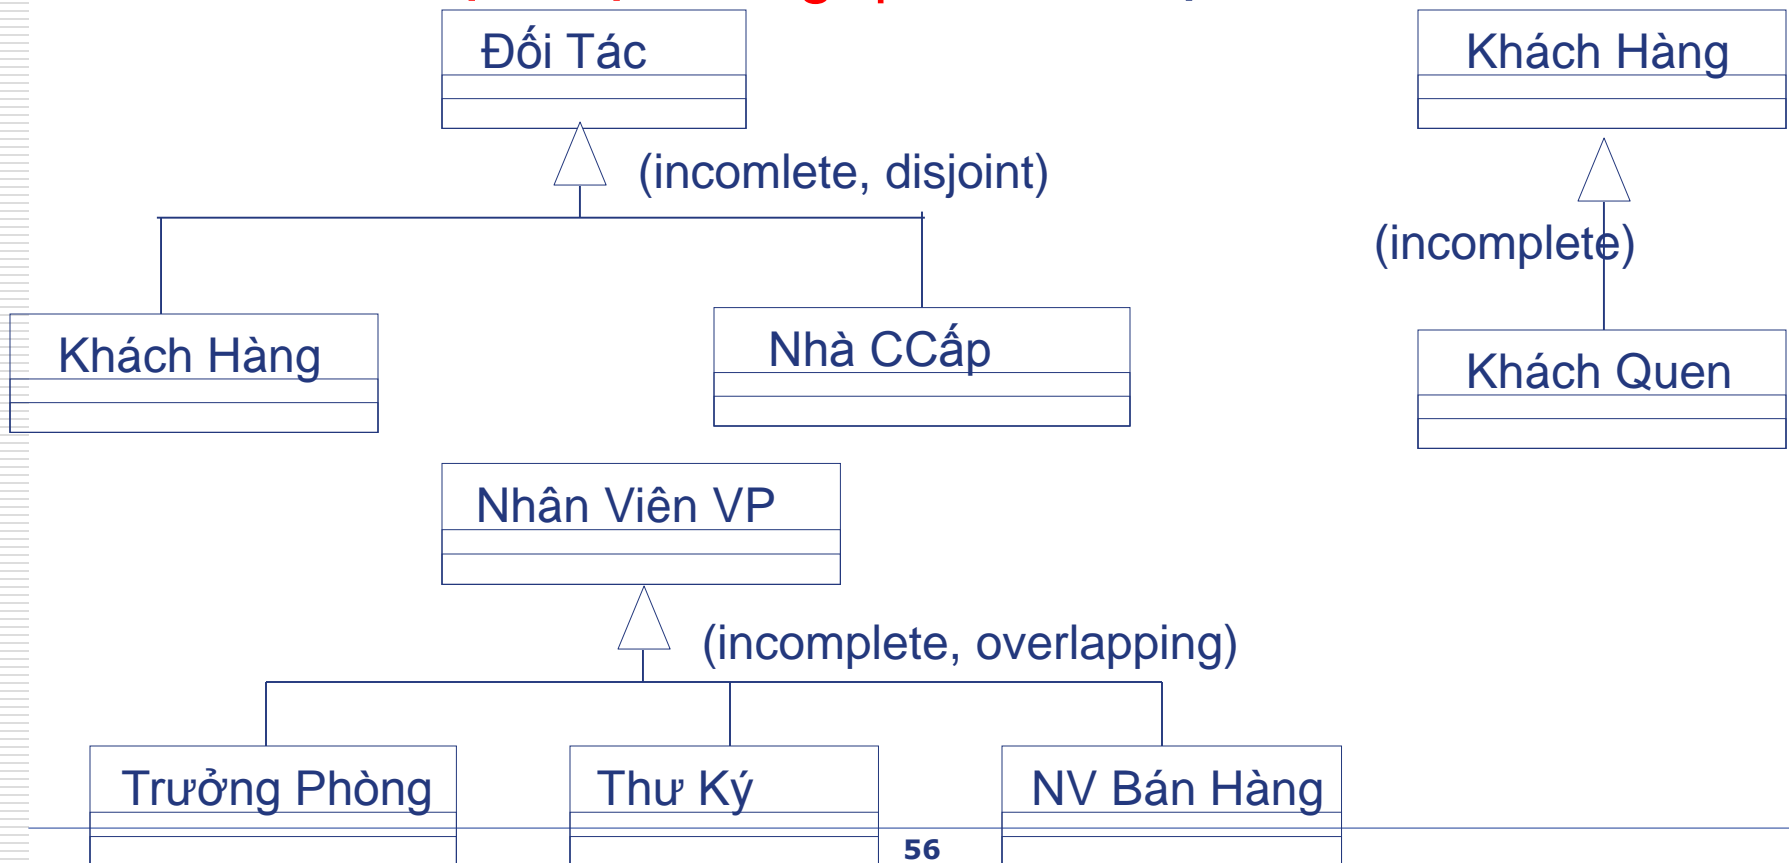 Đối Tác
Khách Hàng
(incomlete, disjoint)
(incomplete)
Khách Hàng
Nhà CCấp
Khách Quen
Nhân Viên VP
(incomplete, overlapping)
Trưởng Phòng
Thư Ký
NV Bán Hàng
56